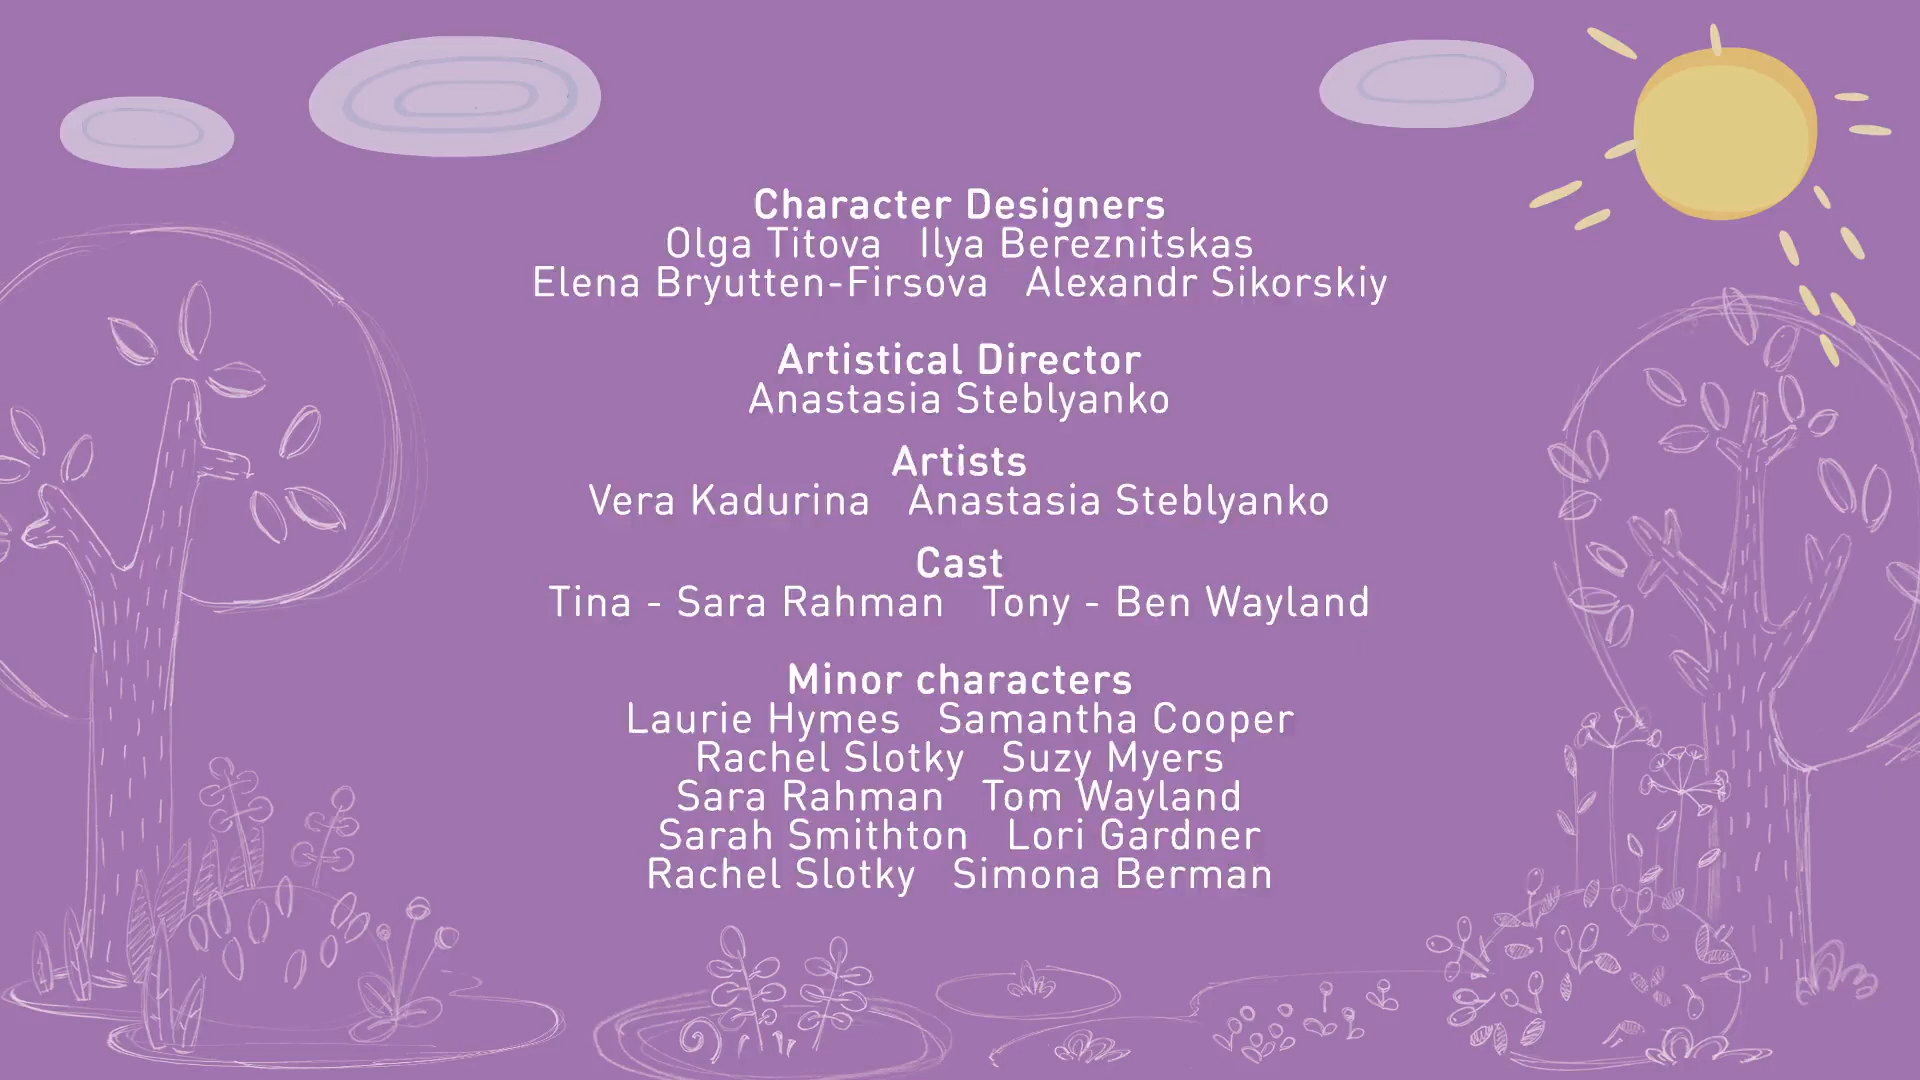 Character Designers
Olga Titova Ilya Bereznitskas
Elena Bryutten-Firsova Alexandr Sikorskiy
Artistical Director
Anastasia Steblyanko
Artists
Vera Kadurina Anastasia Steblyanko
Cast
Tina - Sara Rahman Tony - Ben Wayland
Minor characters
Laurie Hymes Samantha Cooper
Rachel Slotky Suzy Myers
Sara Rahman Tom Wayland
Sarah Smithton Lori Gardner
Rachel Slotky Simona Berman